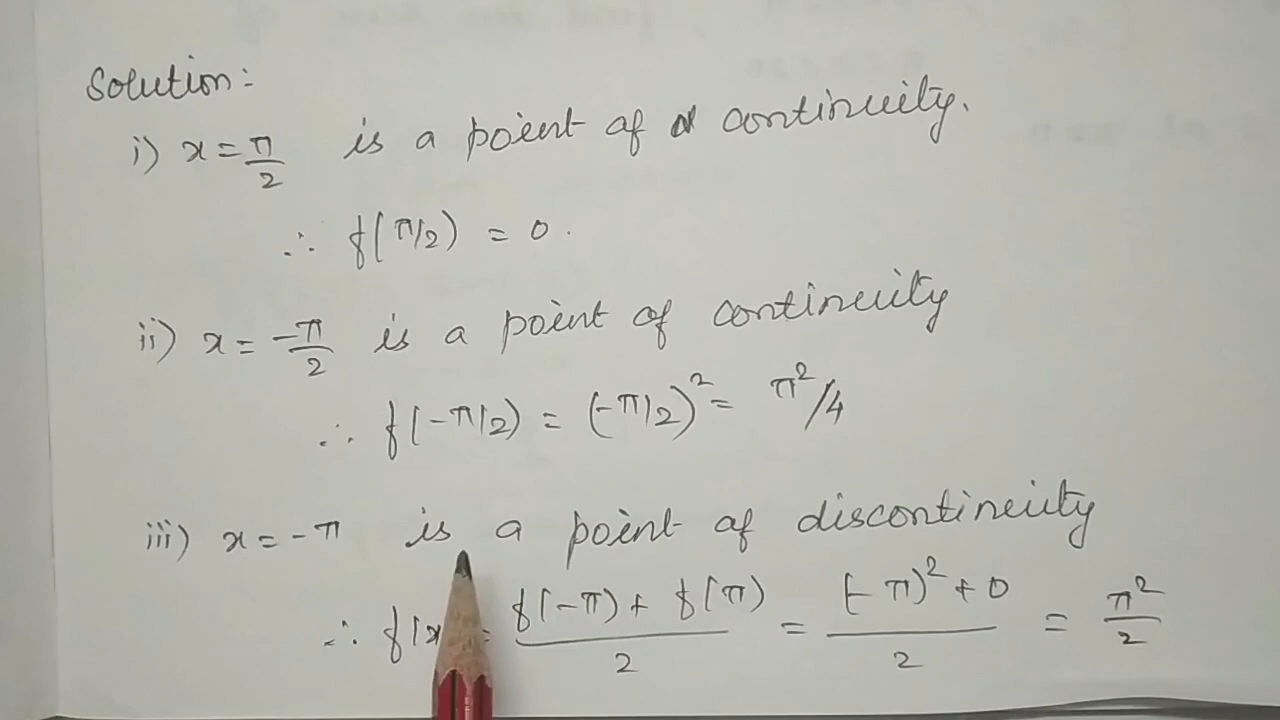 Solution:
i) x = π/2 is a point of continuity.
∴ f(π/2) = 0.
ii) x = -π/2 is a point of continuity
∴ f(-π/2) = (-π/2)² = π²/4
iii) x = -π is a point of discontinuity
∴ f(x = f(-π) + f(π) / 2 = (-π)² + 0 / 2 = π²/2